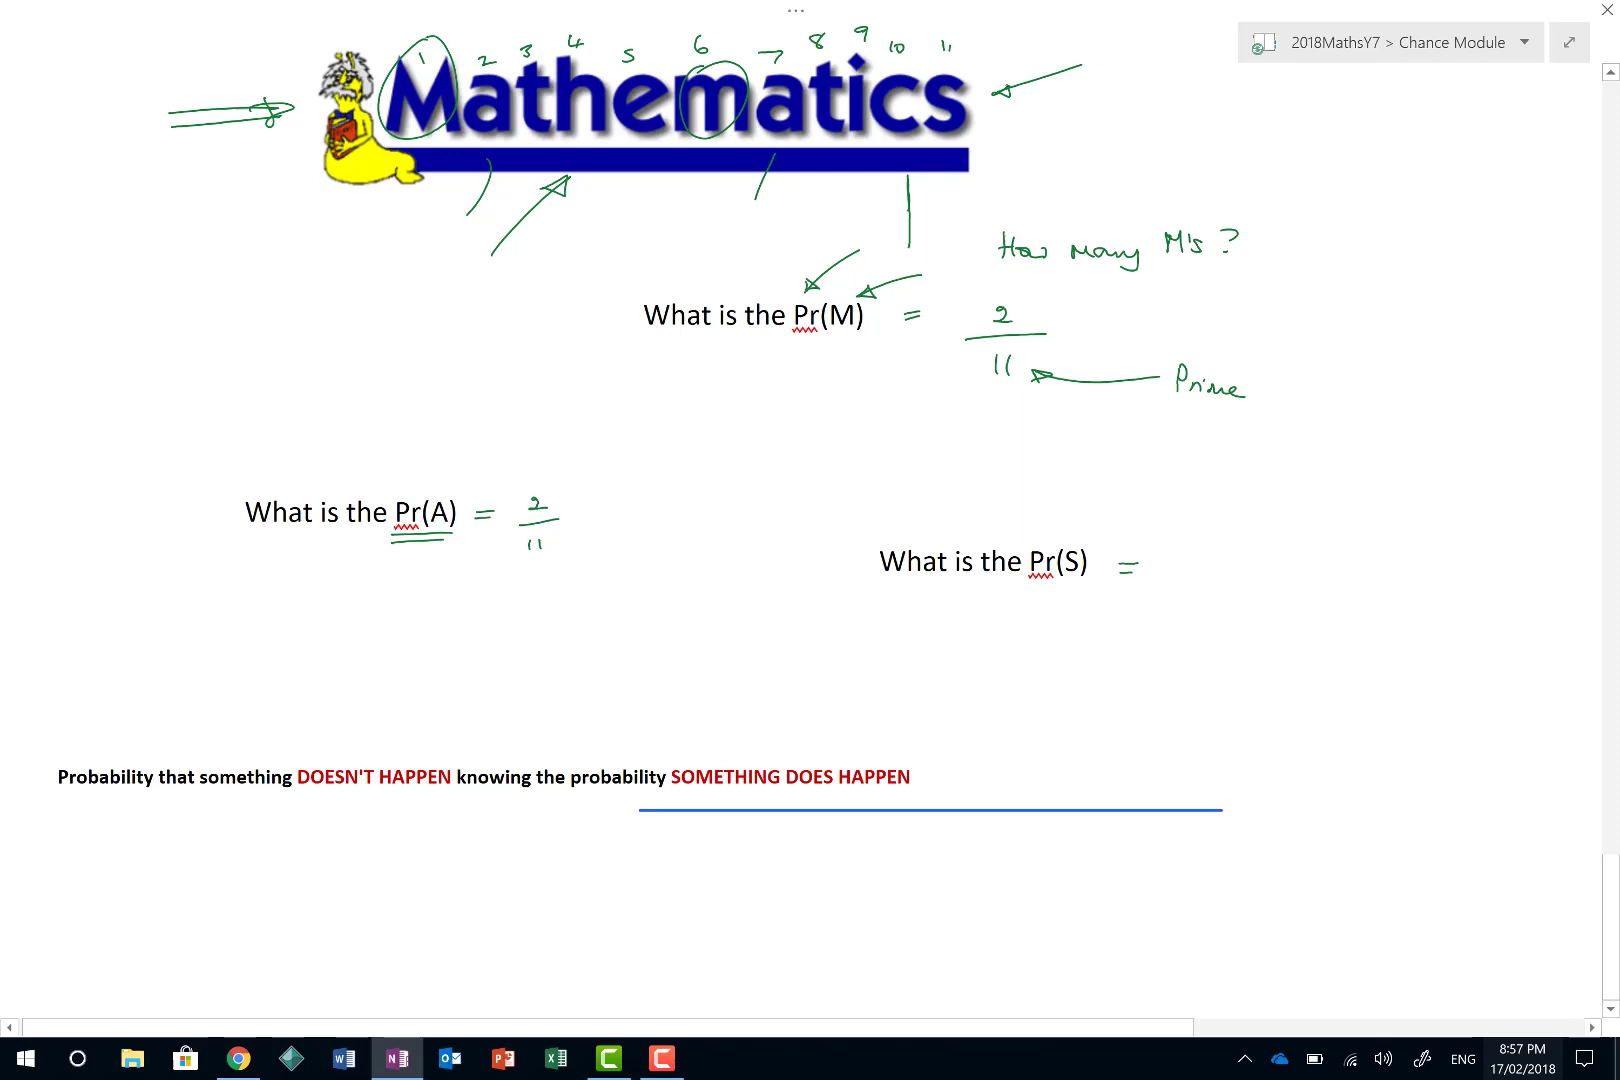 ...
2018MathsY7 > Chance Module
1 2 3 4 5 6 7 8 9 10 11
Mathematics
How many M's ?
What is the Pr(M) = 2
11
Prime
What is the Pr(A) = 2
11
What is the Pr(S) =
Probability that something DOESN'T HAPPEN knowing the probability SOMETHING DOES HAPPEN
ENG
8:57 PM
17/02/2018